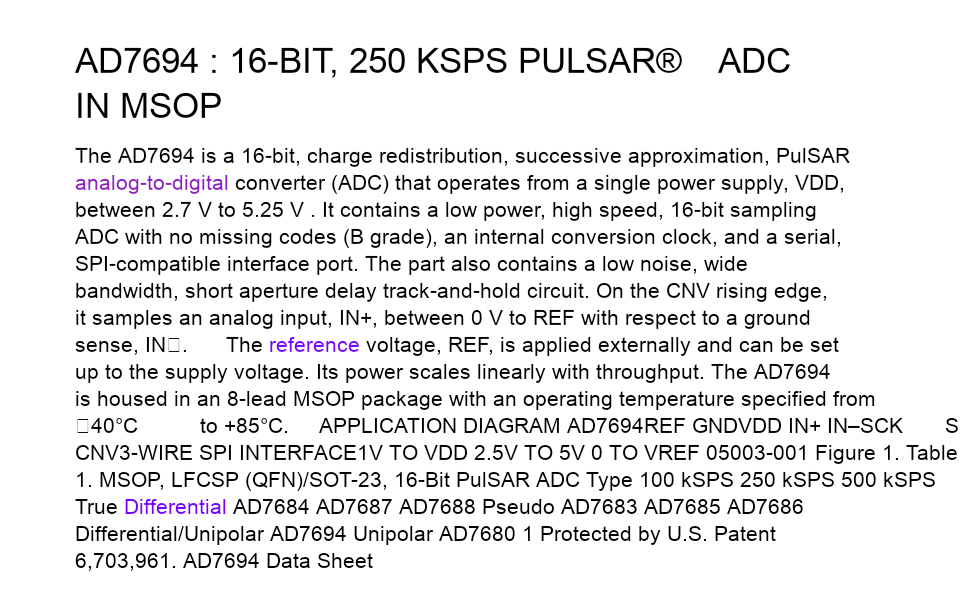 AD7694 : 16-BIT, 250 KSPS PULSAR® ADC
IN MSOP
The AD7694 is a 16-bit, charge redistribution, successive approximation, PulSAR
analog-to-digital converter (ADC) that operates from a single power supply, VDD,
between 2.7 V to 5.25 V . It contains a low power, high speed, 16-bit sampling
ADC with no missing codes (B grade), an internal conversion clock, and a serial,
SPI-compatible interface port. The part also contains a low noise, wide
bandwidth, short aperture delay track-and-hold circuit. On the CNV rising edge,
it samples an analog input, IN+, between 0 V to REF with respect to a ground
sense, IN□. The reference voltage, REF, is applied externally and can be set
up to the supply voltage. Its power scales linearly with throughput. The AD7694
is housed in an 8-lead MSOP package with an operating temperature specified from
□40°C to +85°C. APPLICATION DIAGRAM AD7694REF GNDVDD IN+ IN–SCK S
CNV3-WIRE SPI INTERFACE1V TO VDD 2.5V TO 5V 0 TO VREF 05003-001 Figure 1. Table
1. MSOP, LFCSP (QFN)/SOT-23, 16-Bit PulSAR ADC Type 100 kSPS 250 kSPS 500 kSPS
True Differential AD7684 AD7687 AD7688 Pseudo AD7683 AD7685 AD7686
Differential/Unipolar AD7694 Unipolar AD7680 1 Protected by U.S. Patent
6,703,961. AD7694 Data Sheet